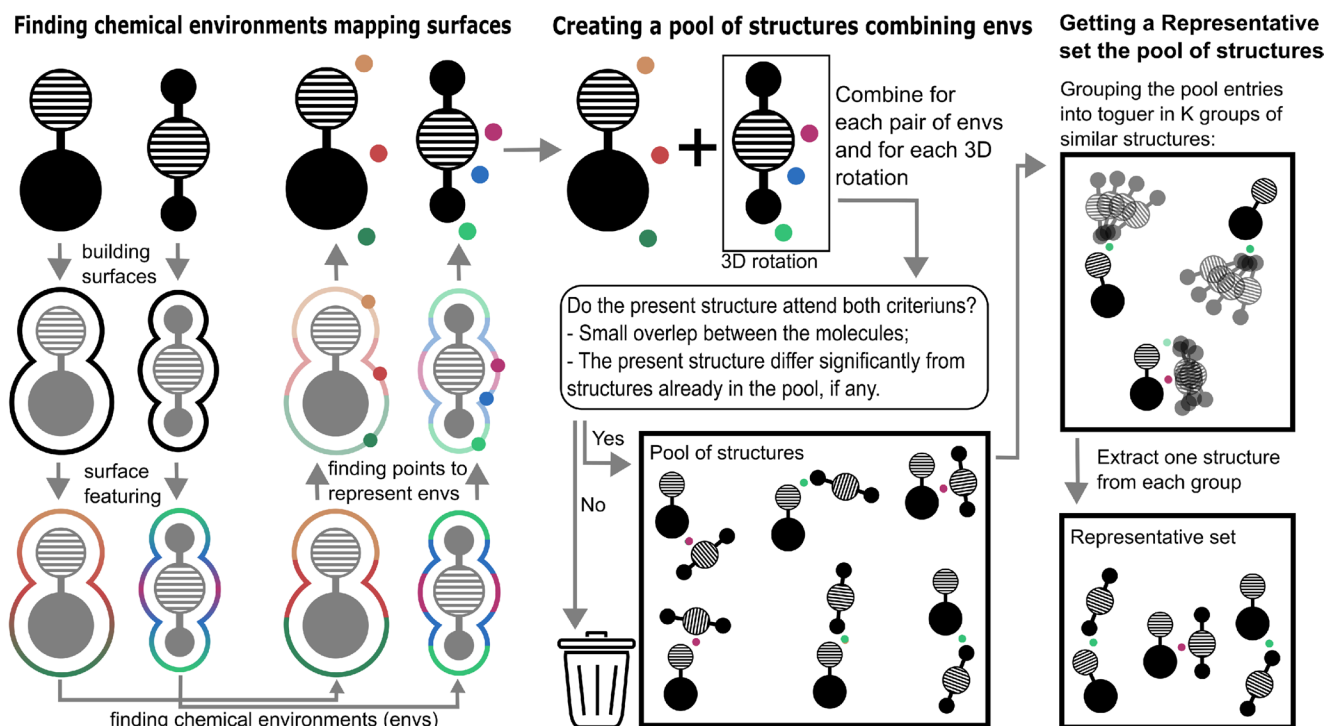 Finding chemical environments mapping surfaces
building
surfaces
surface
featuring
finding points to
represent envs
finding chemical environments (envs)
Creating a pool of structures combining envs
Combine for
each pair of envs
and for each 3D
rotation
3D rotation
Do the present structure attend both criteriuns?
- Small overlep between the molecules;
- The present structure differ significantly from
structures already in the pool, if any.
Yes
No
Pool of structures
Getting a Representative
set the pool of structures
Grouping the pool entries
into toguer in K groups of
similar structures:
Extract one structure
from each group
Representative set